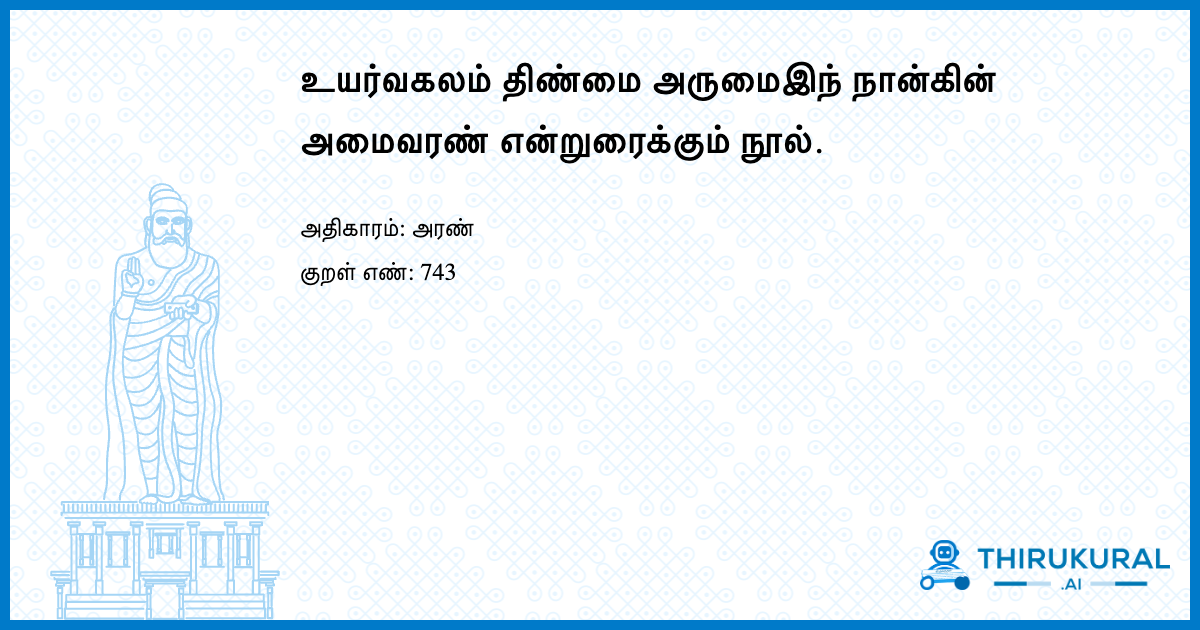 உயர்வகலம் திண்மை அருமைஇந் நான்கின்
அமைவரண் என்றுரைக்கும் நூல்.
அதிகாரம்: அரண்
குறள் எண்: 743
THIRUKURAL
.AI